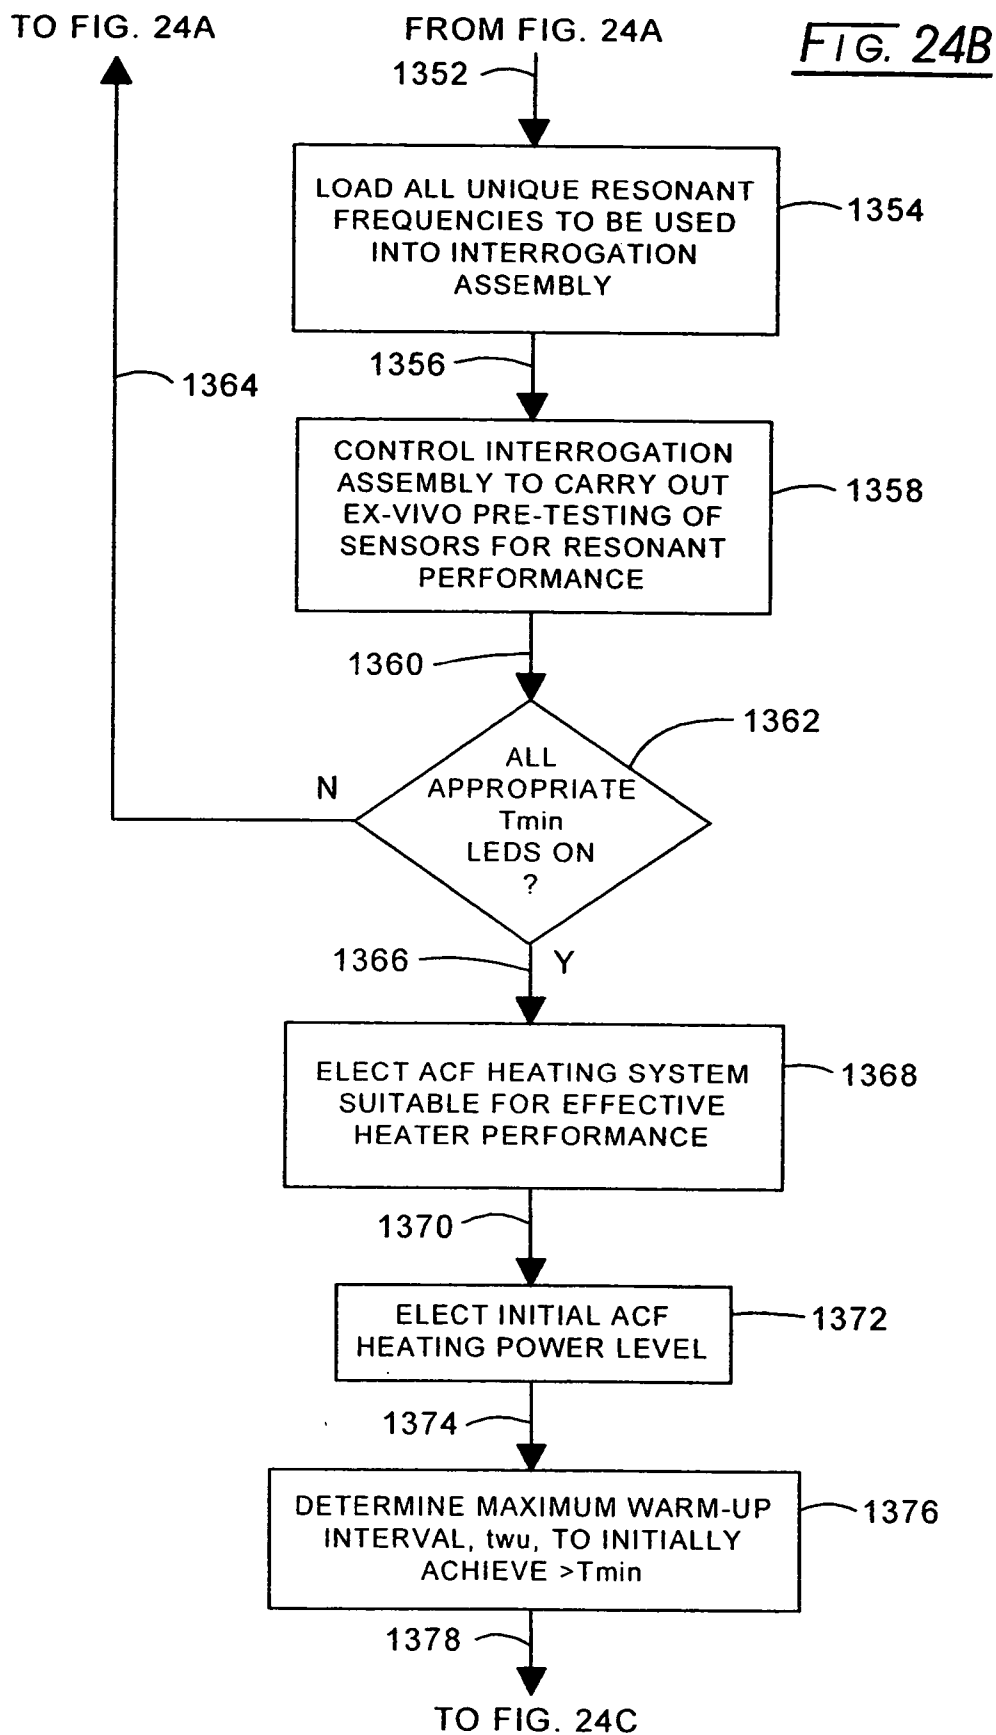 TO FIG. 24A
FROM FIG. 24A
FIG. 24B
1352
LOAD ALL UNIQUE RESONANT
FREQUENCIES TO BE USED
INTO INTERROGATION
ASSEMBLY
1354
1356
1364
CONTROL INTERROGATION
ASSEMBLY TO CARRY OUT
EX-VIVO PRE-TESTING OF
SENSORS FOR RESONANT
PERFORMANCE
1358
1360
1362
ALL
APPROPRIATE
Tmin
LEDS ON
?
N
1366
Y
ELECT ACF HEATING SYSTEM
SUITABLE FOR EFFECTIVE
HEATER PERFORMANCE
1368
1370
ELECT INITIAL ACF
HEATING POWER LEVEL
1372
1374
DETERMINE MAXIMUM WARM-UP
INTERVAL, twu, TO INITIALLY
ACHIEVE >Tmin
1376
1378
TO FIG. 24C